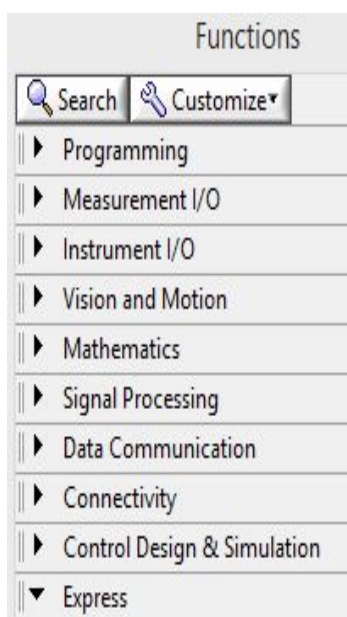 Functions
Search Customize
Programming
Measurement I/O
Instrument I/O
Vision and Motion
Mathematics
Signal Processing
Data Communication
Connectivity
Control Design & Simulation
Express